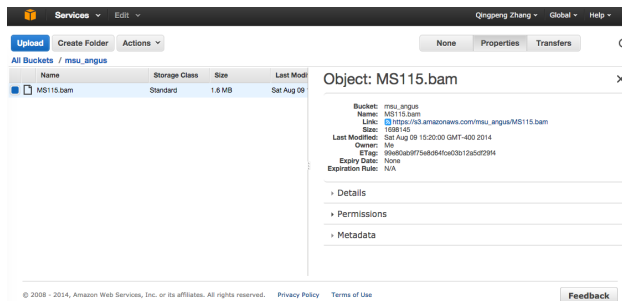 Services Edit Qingpeng Zhang Global Help
Upload Create Folder Actions None Properties Transfers
All Buckets / msu_angus
Name Storage Class Size Last Modif
MS115.bam Standard 1.6 MB Sat Aug 09
Object: MS115.bam
Bucket: msu_angus
Name: MS115.bam
Link: https://s3.amazonaws.com/msu_angus/MS115.bam
Size: 1698145
Last Modified: Sat Aug 09 15:20:00 GMT-400 2014
Owner: Me
ETag: 99e80ab9f75e8d64fce03b12a5df29f4
Expiry Date: None
Expiration Rule: N/A
Details
Permissions
Metadata
© 2008 - 2014, Amazon Web Services, Inc. or its affiliates. All rights reserved. Privacy Policy Terms of Use Feedback